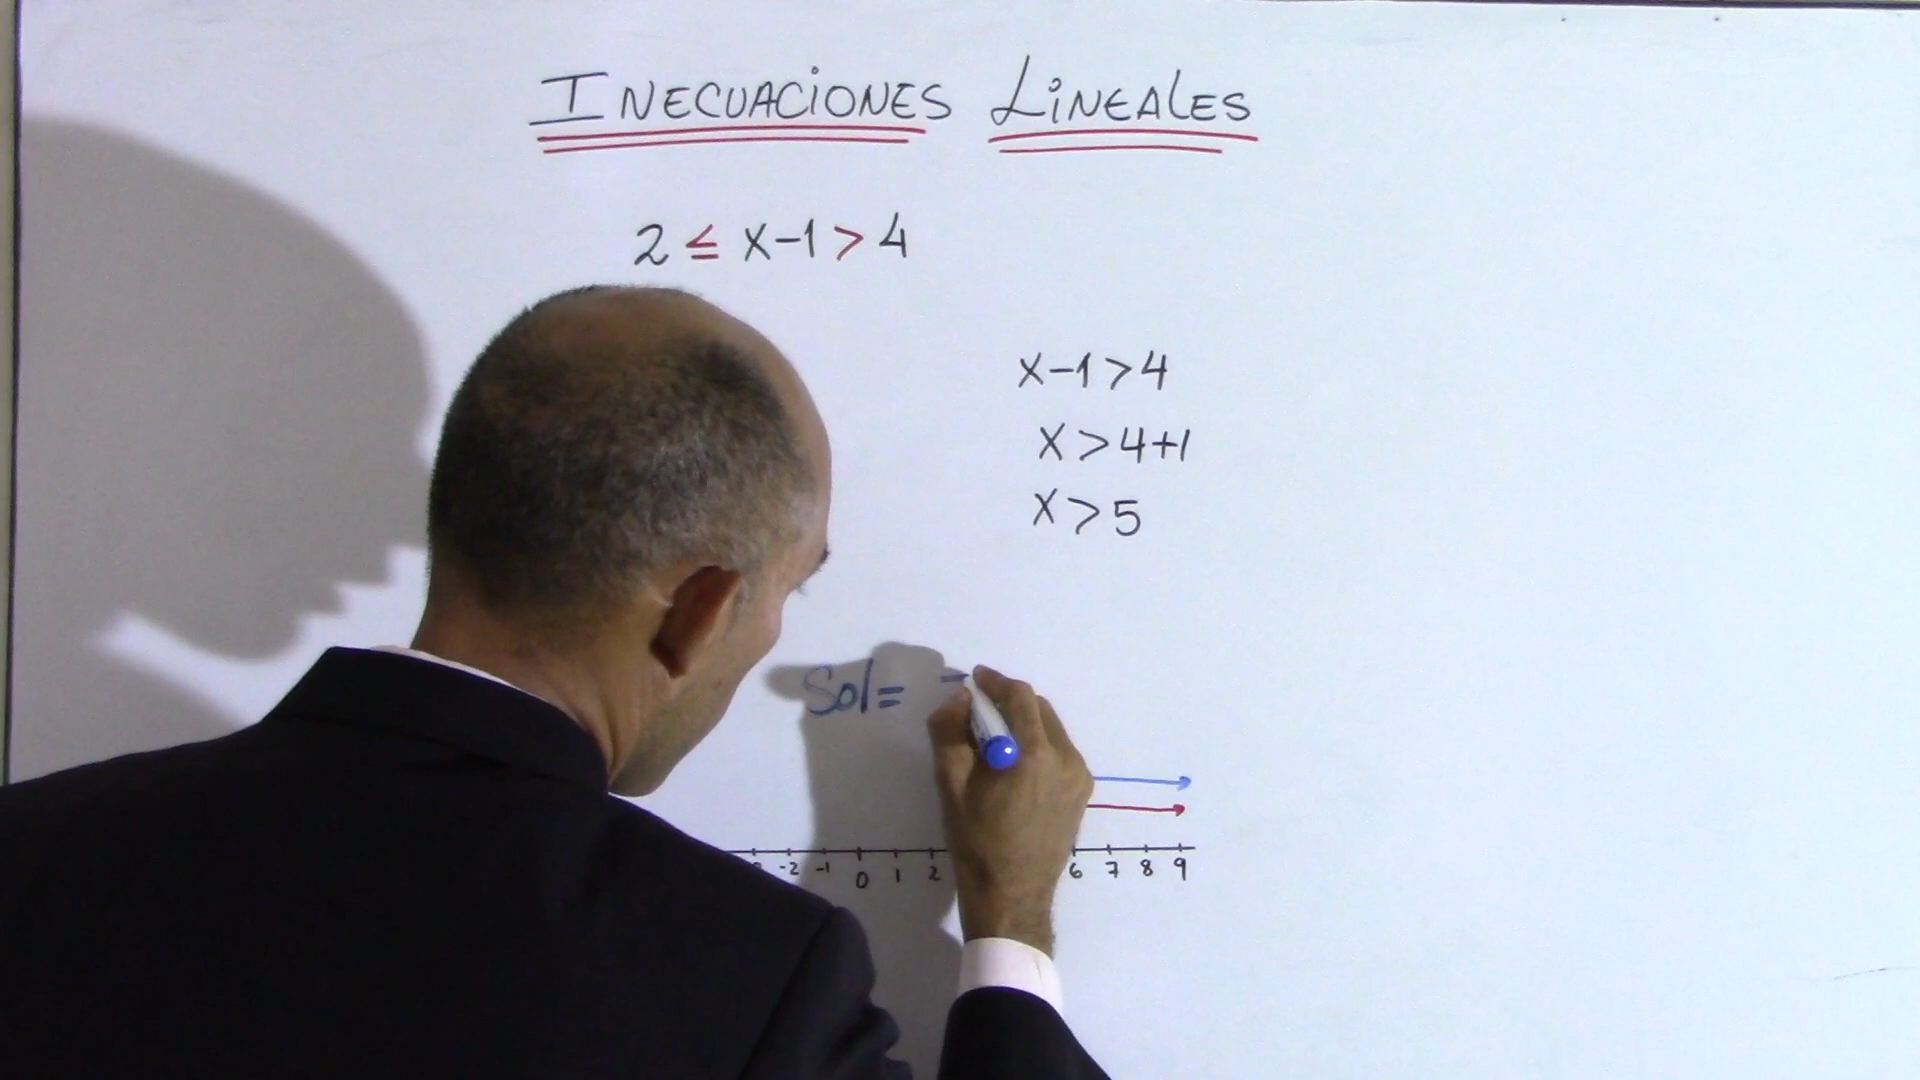 INECUACIONES LINEALES
2 ≤ x-1 > 4
x-1 > 4
x > 4+1
x > 5
Sol=
-2 -1 0 1 2 6 7 8 9